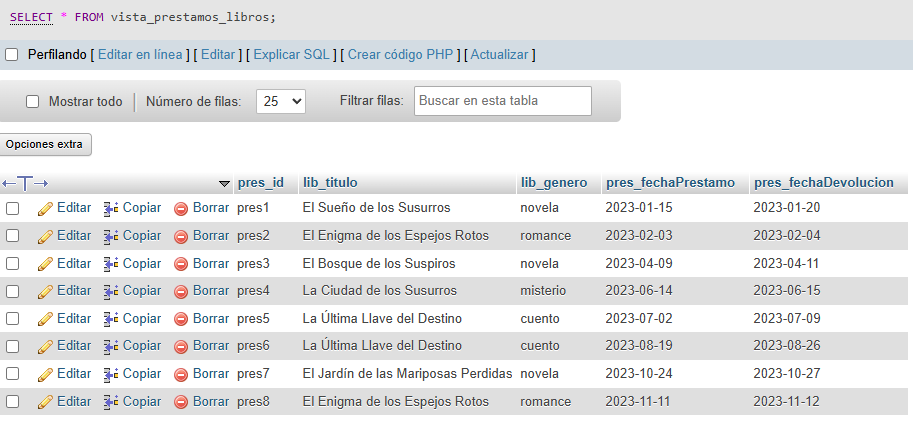 SELECT * FROM vista_prestamos_libros;
Perfilando [ Editar en línea ] [ Editar ] [ Explicar SQL ] [ Crear código PHP ] [ Actualizar ]
Mostrar todo Número de filas: 25 Filtrar filas: Buscar en esta tabla
Opciones extra
←T→ pres_id lib_titulo lib_genero pres_fechaPrestamo pres_fechaDevolucion
Editar Copiar Borrar pres1 El Sueño de los Susurros novela 2023-01-15 2023-01-20
Editar Copiar Borrar pres2 El Enigma de los Espejos Rotos romance 2023-02-03 2023-02-04
Editar Copiar Borrar pres3 El Bosque de los Suspiros novela 2023-04-09 2023-04-11
Editar Copiar Borrar pres4 La Ciudad de los Susurros misterio 2023-06-14 2023-06-15
Editar Copiar Borrar pres5 La Última Llave del Destino cuento 2023-07-02 2023-07-09
Editar Copiar Borrar pres6 La Última Llave del Destino cuento 2023-08-19 2023-08-26
Editar Copiar Borrar pres7 El Jardín de las Mariposas Perdidas novela 2023-10-24 2023-10-27
Editar Copiar Borrar pres8 El Enigma de los Espejos Rotos romance 2023-11-11 2023-11-12